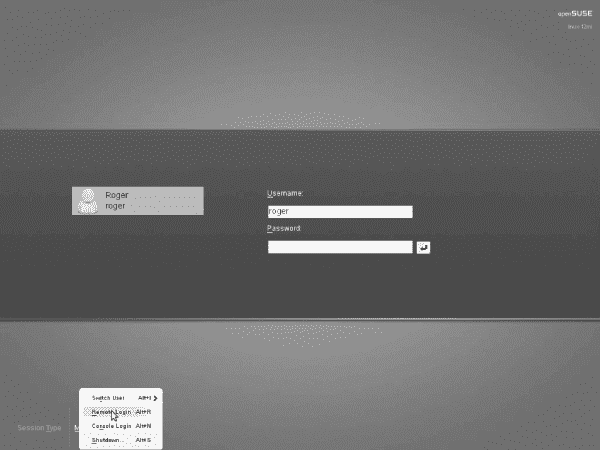 openSUSE
Roger
roger
Username:
roger
Password:
Switch User Alt+I
Remote Login Alt+R
Console Login Alt+N
Shutdown... Alt+S
Session Type
M